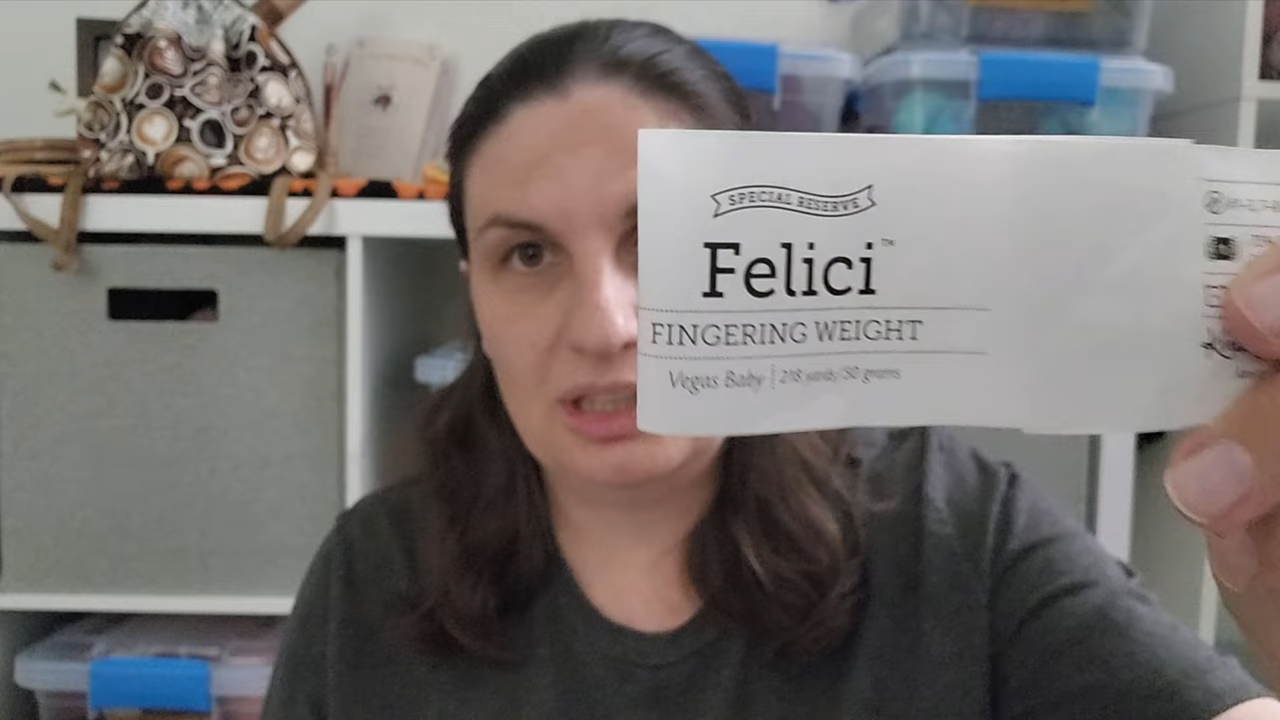 SPECIAL RESERVE
Felici™
FINGERING WEIGHT
Vegas Baby | 218 yards/50 grams